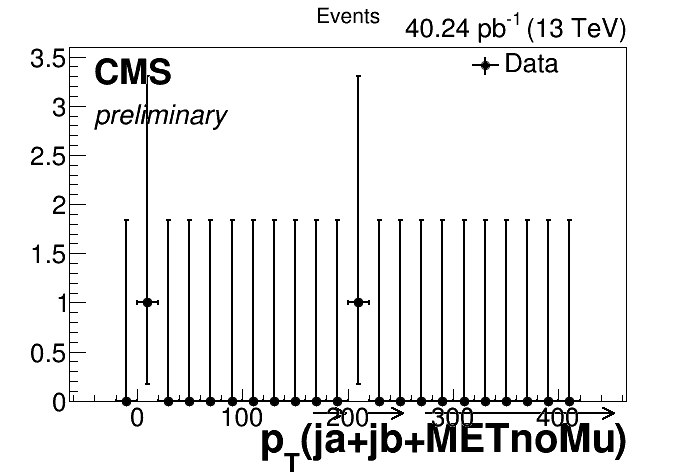 Events
40.24 pb-1 (13 TeV)
CMS
preliminary
Data
3.5
3
2.5
2
1.5
1
0.5
0
0 100 200 300 400
pT(ja+jb+METnoMu)